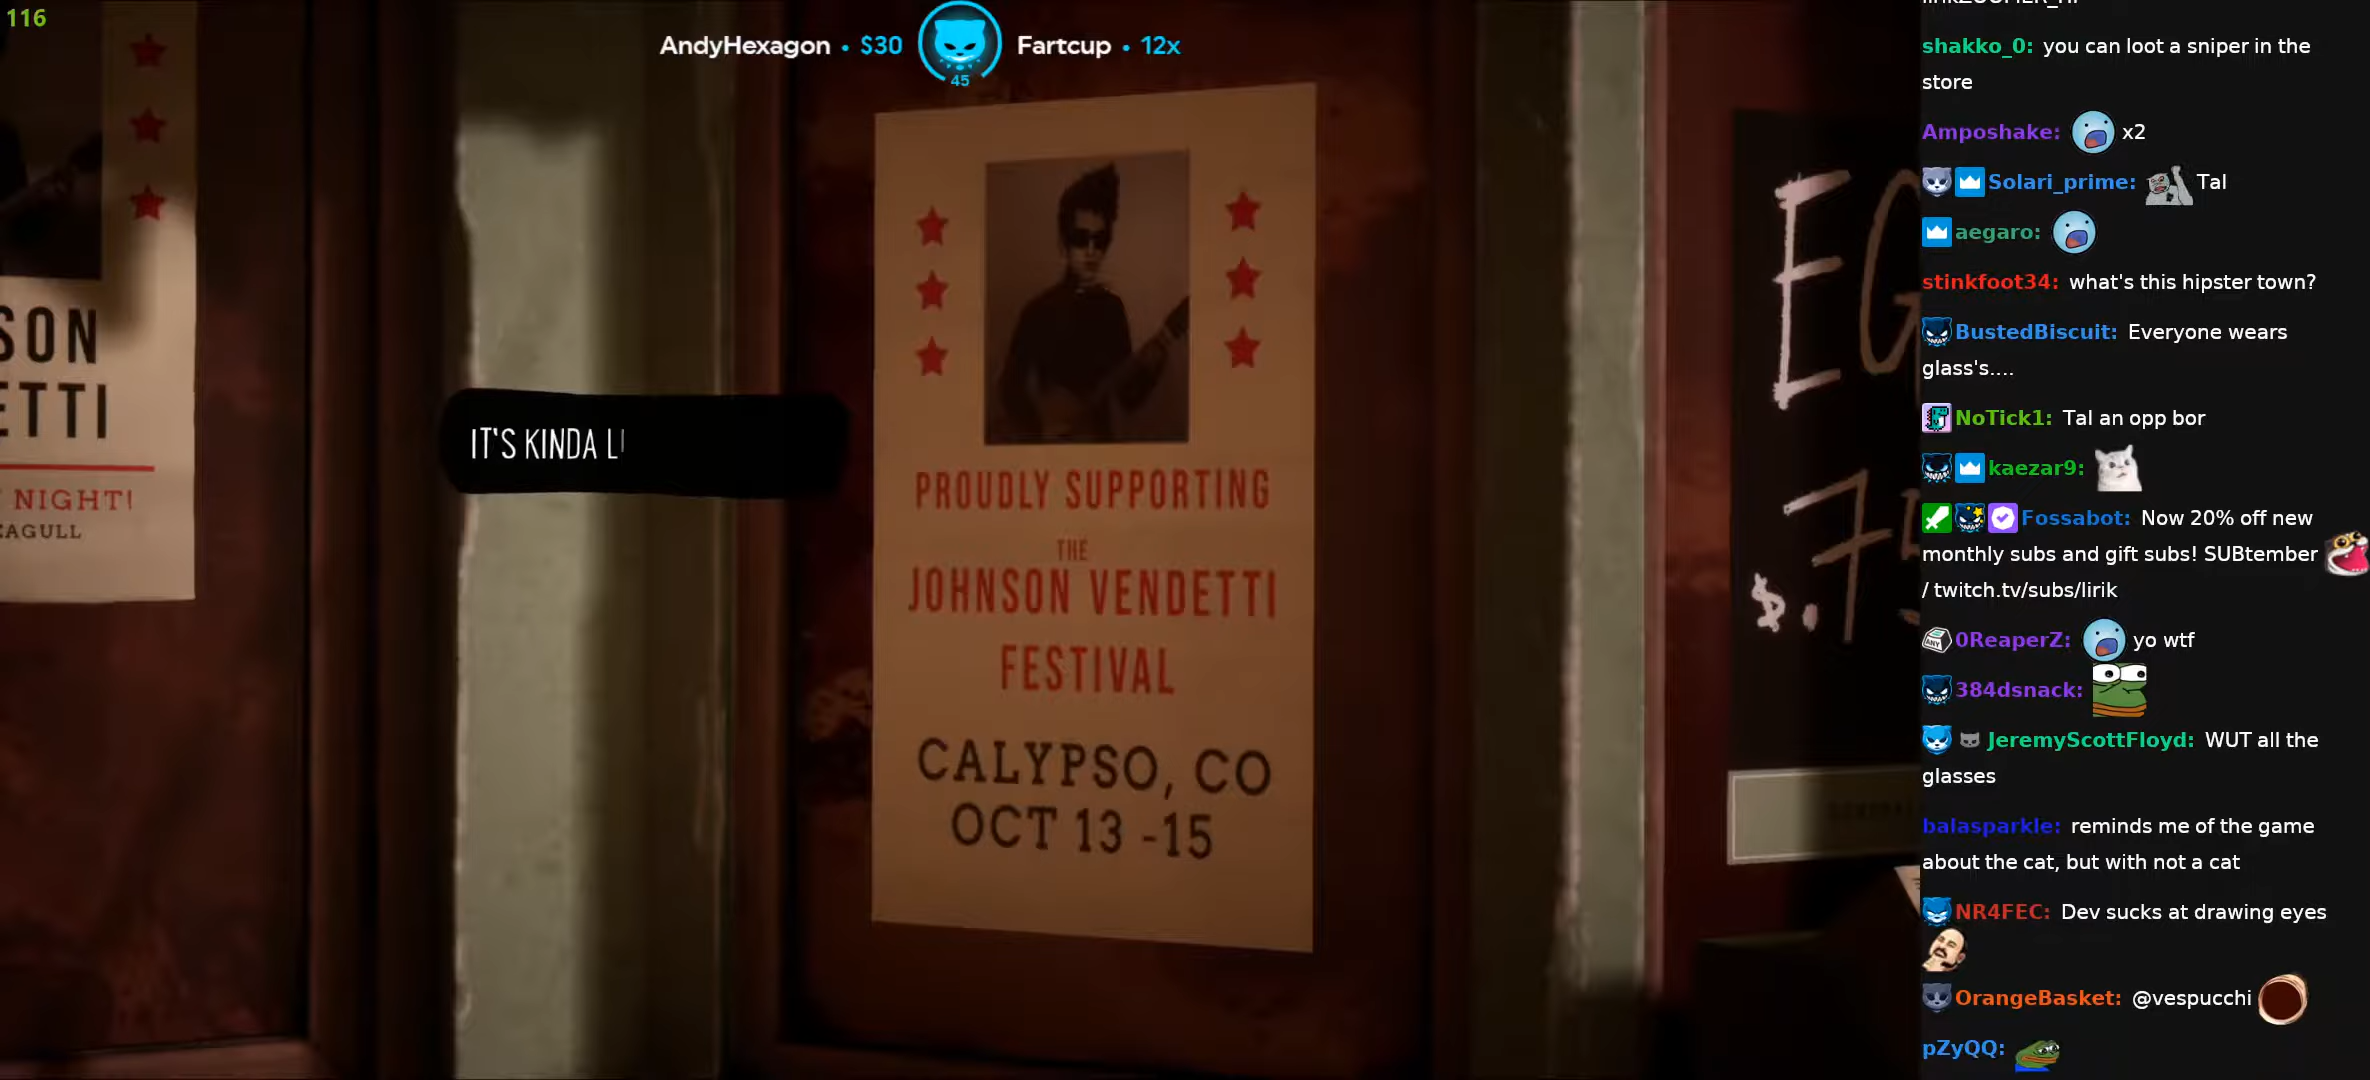 116
AndyHexagon • $30
45
Fartcup • 12x
SON
ETTI
NIGHT!
EAGULL
IT'S KINDA L
PROUDLY SUPPORTING
THE
JOHNSON VENDETTI
FESTIVAL
CALYPSO, CO
OCT 13 -15
EG
$.7
shakko_0: you can loot a sniper in the
store
Amposhake: x2
Solari_prime: Tal
aegaro:
stinkfoot34: what's this hipster town?
BustedBiscuit: Everyone wears
glass's....
NoTick1: Tal an opp bor
kaezar9:
Fossabot: Now 20% off new
monthly subs and gift subs! SUBtember
/ twitch.tv/subs/lirik
0ReaperZ: yo wtf
384dsnack:
JeremyScottFloyd: WUT all the
glasses
balasparkle: reminds me of the game
about the cat, but with not a cat
NR4FEC: Dev sucks at drawing eyes
OrangeBasket: @vespucchi
pZyQQ: